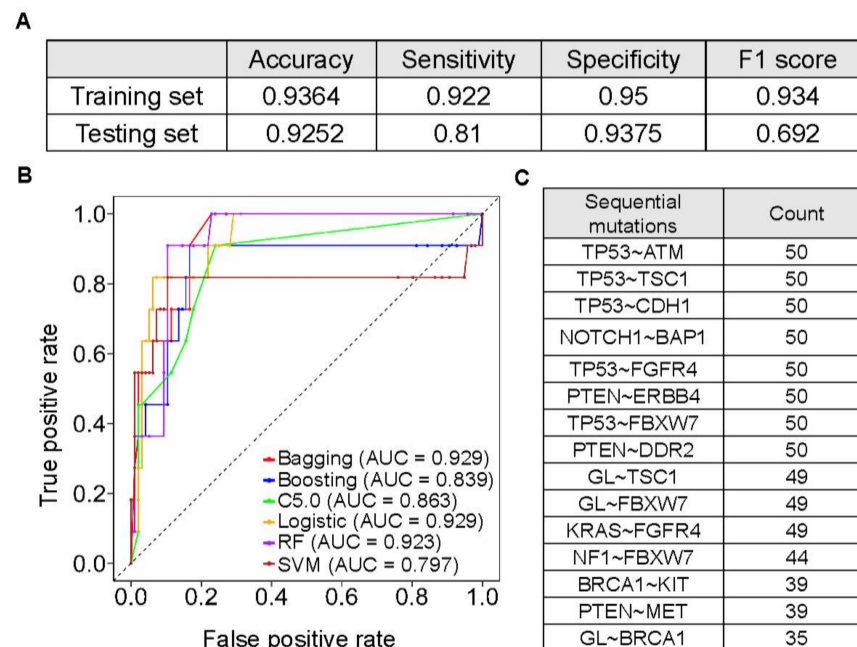 A
Accuracy Sensitivity Specificity F1 score
Training set 0.9364 0.922 0.95 0.934
Testing set 0.9252 0.81 0.9375 0.692
B
True positive rate
1.0
0.8
0.6
0.4
0.2
0.0
Bagging (AUC = 0.929)
Boosting (AUC = 0.839)
C5.0 (AUC = 0.863)
Logistic (AUC = 0.929)
RF (AUC = 0.923)
SVM (AUC = 0.797)
0.0 0.2 0.4 0.6 0.8 1.0
False positive rate
C
Sequential
mutations Count
TP53~ATM 50
TP53~TSC1 50
TP53~CDH1 50
NOTCH1~BAP1 50
TP53~FGFR4 50
PTEN~ERBB4 50
TP53~FBXW7 50
PTEN~DDR2 50
GL~TSC1 49
GL~FBXW7 49
KRAS~FGFR4 49
NF1~FBXW7 44
BRCA1~KIT 39
PTEN~MET 39
GL~BRCA1 35